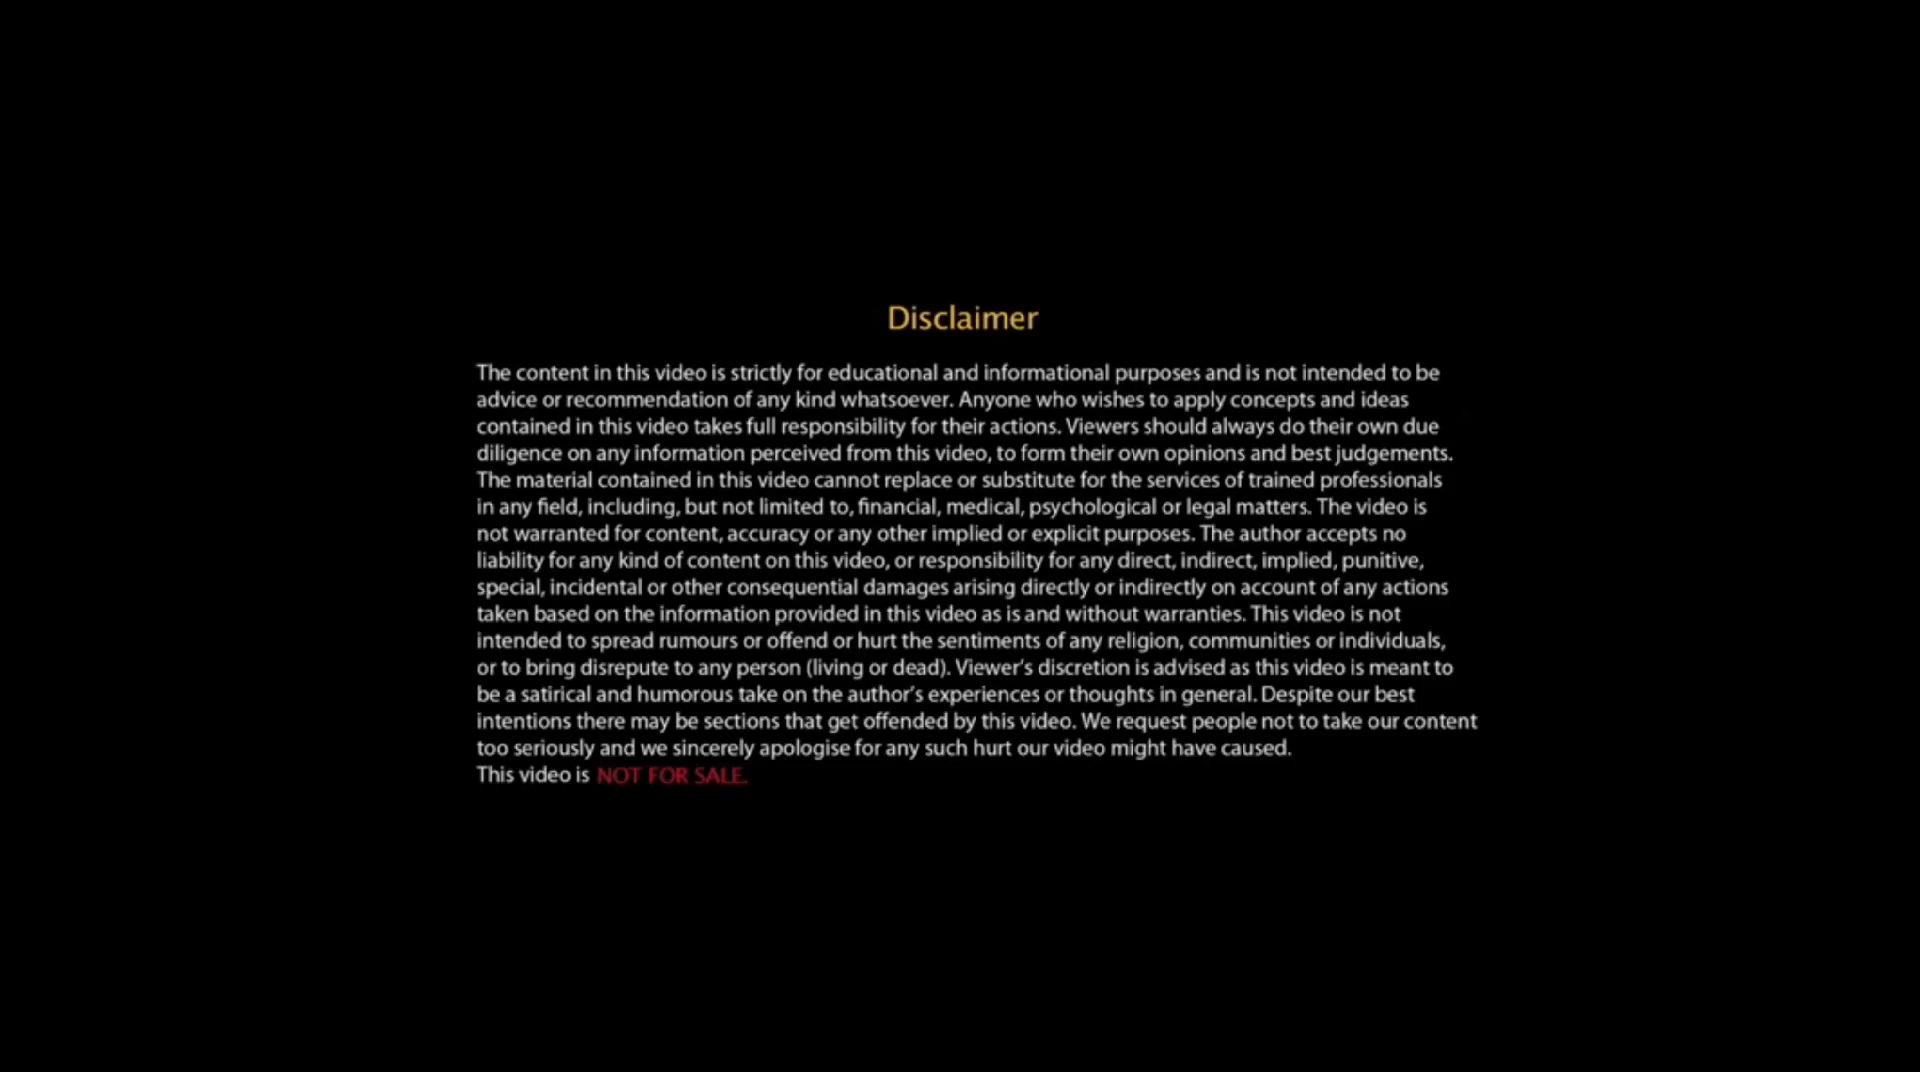 Disclaimer
The content in this video is strictly for educational and informational purposes and is not intended to be
advice or recommendation of any kind whatsoever. Anyone who wishes to apply concepts and ideas
contained in this video takes full responsibility for their actions. Viewers should always do their own due
diligence on any information perceived from this video, to form their own opinions and best judgements.
The material contained in this video cannot replace or substitute for the services of trained professionals
in any field, including, but not limited to, financial, medical, psychological or legal matters. The video is
not warranted for content, accuracy or any other implied or explicit purposes. The author accepts no
liability for any kind of content on this video, or responsibility for any direct, indirect, implied, punitive,
special, incidental or other consequential damages arising directly or indirectly on account of any actions
taken based on the information provided in this video as is and without warranties. This video is not
intended to spread rumours or offend or hurt the sentiments of any religion, communities or individuals,
or to bring disrepute to any person (living or dead). Viewer's discretion is advised as this video is meant to
be a satirical and humorous take on the author's experiences or thoughts in general. Despite our best
intentions there may be sections that get offended by this video. We request people not to take our content
too seriously and we sincerely apologise for any such hurt our video might have caused.
This video is NOT FOR SALE.